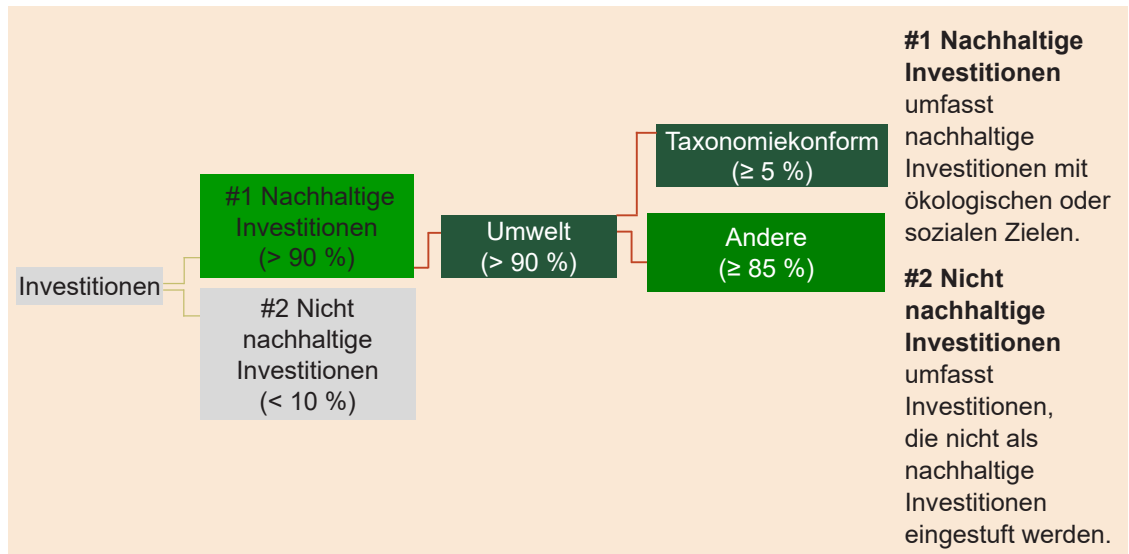 Investitionen
#1 Nachhaltige
Investitionen
(> 90 %)
#2 Nicht
nachhaltige
Investitionen
(< 10 %)
Umwelt
(> 90 %)
Taxonomiekonform
(≥ 5 %)
Andere
(≥ 85 %)
#1 Nachhaltige
Investitionen
umfasst
nachhaltige
Investitionen mit
ökologischen oder
sozialen Zielen.
#2 Nicht
nachhaltige
Investitionen
umfasst
Investitionen,
die nicht als
nachhaltige
Investitionen
eingestuft werden.